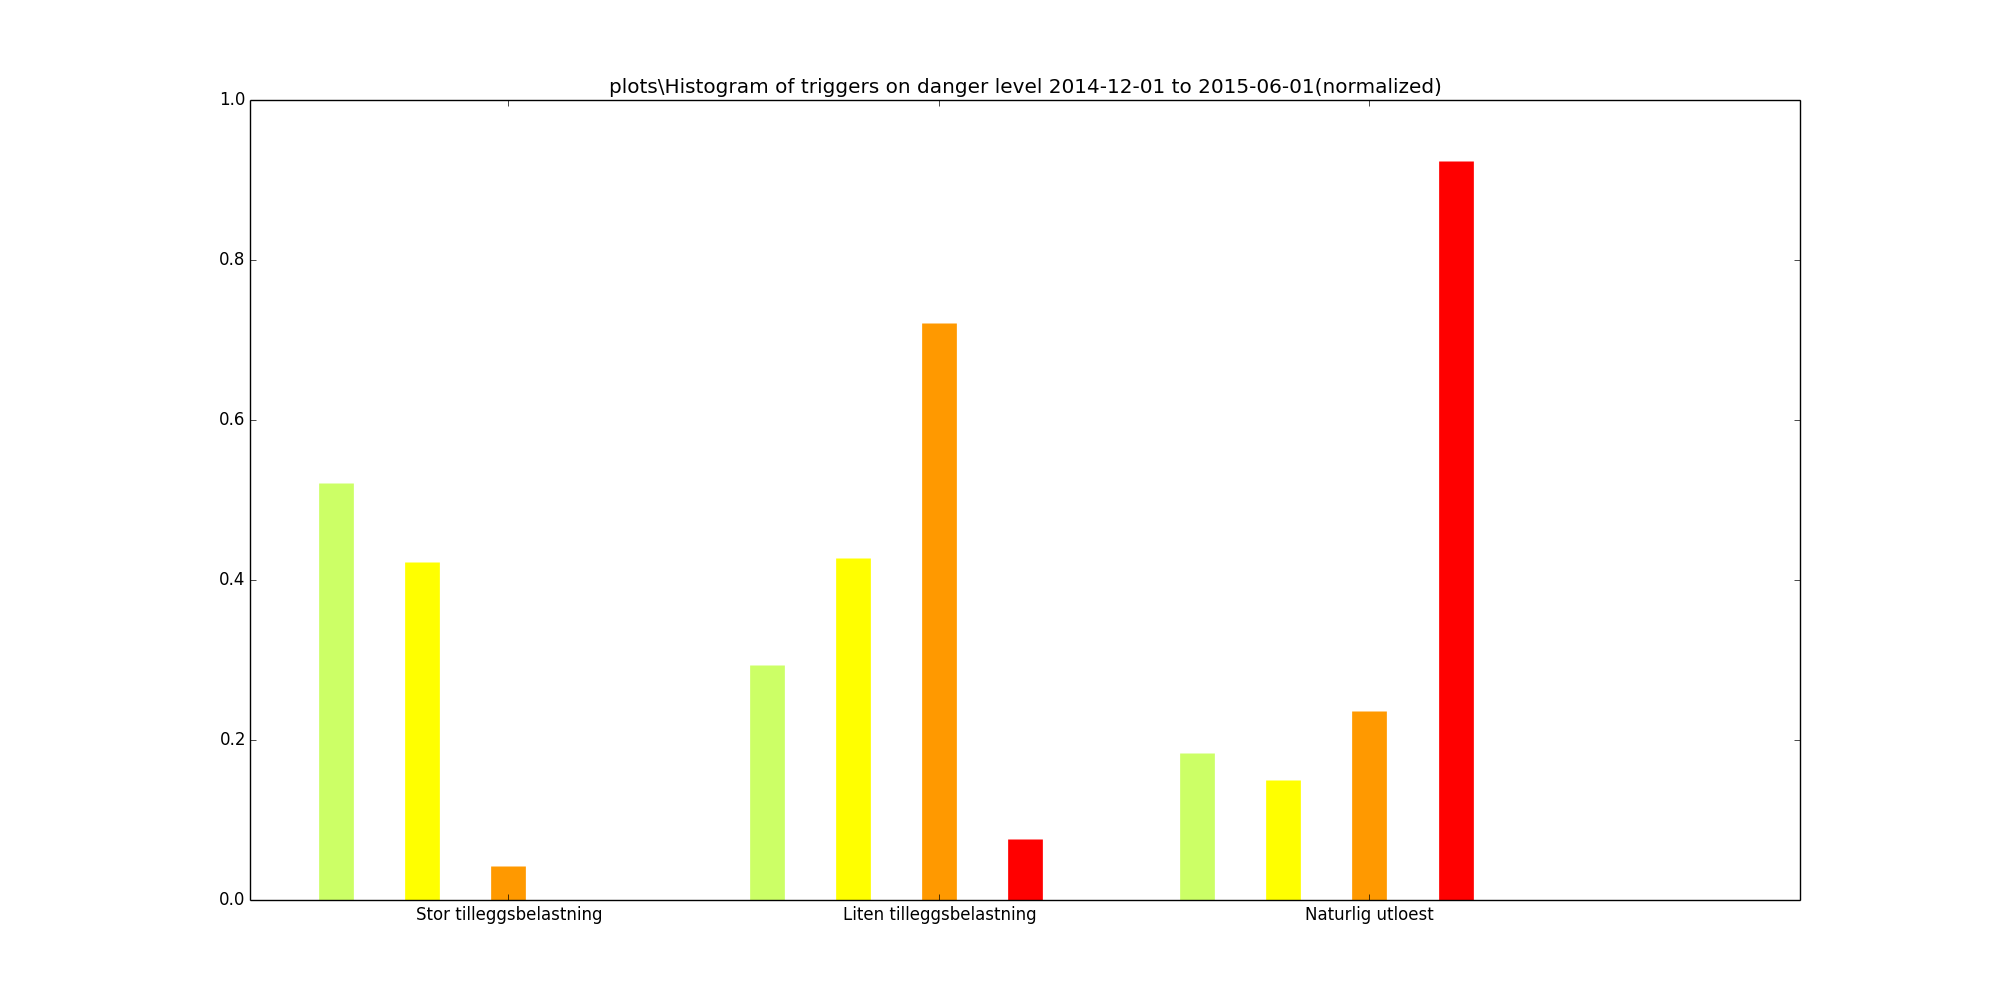 plots\Histogram of triggers on danger level 2014-12-01 to 2015-06-01(normalized)
1.0
0.8
0.6
0.4
0.2
0.0
Stor tilleggsbelastning
Liten tilleggsbelastning
Naturlig utloest